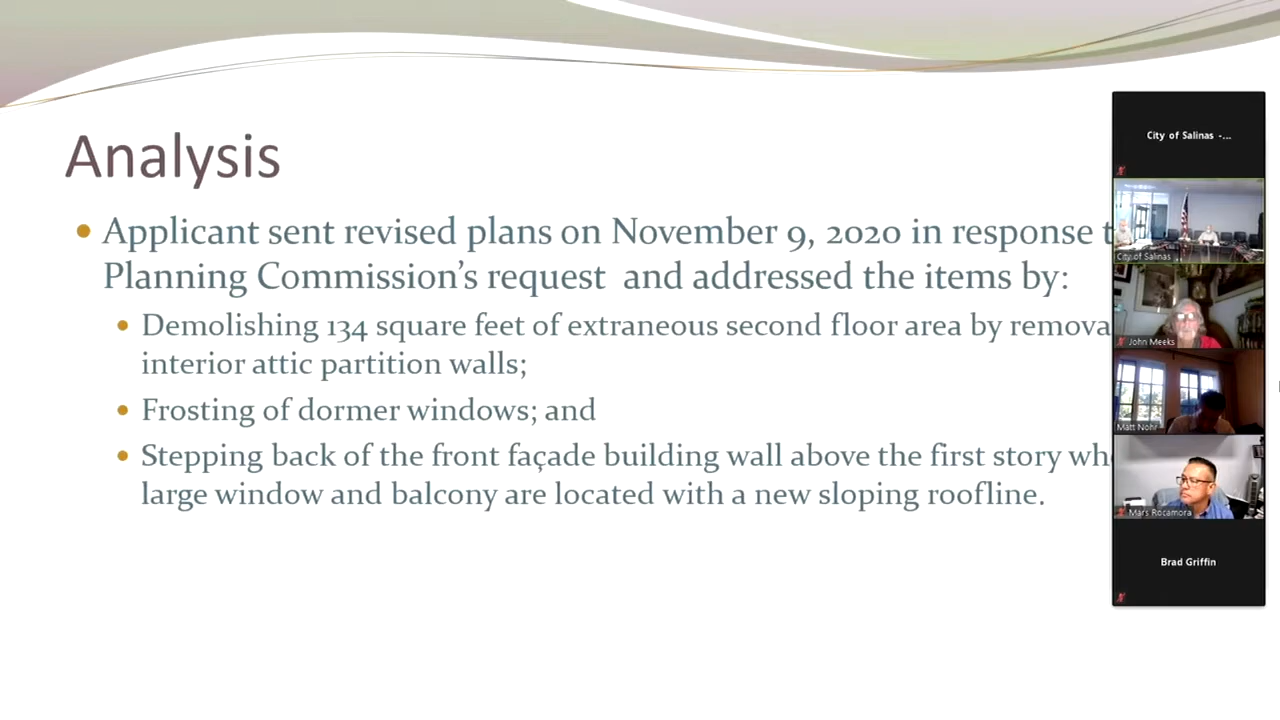 Analysis
Applicant sent revised plans on November 9, 2020 in response
Planning Commission's request and addressed the items by:
Demolishing 134 square feet of extraneous second floor area by
interior attic partition walls;
Frosting of dormer windows; and
Stepping back of the front façade building wall above the first story
large window and balcony are located with a new sloping roofline.
City of Salinas -...
City of Salinas
John Meeks
Matt Nohr
Mars Rocamora
Brad Griffin